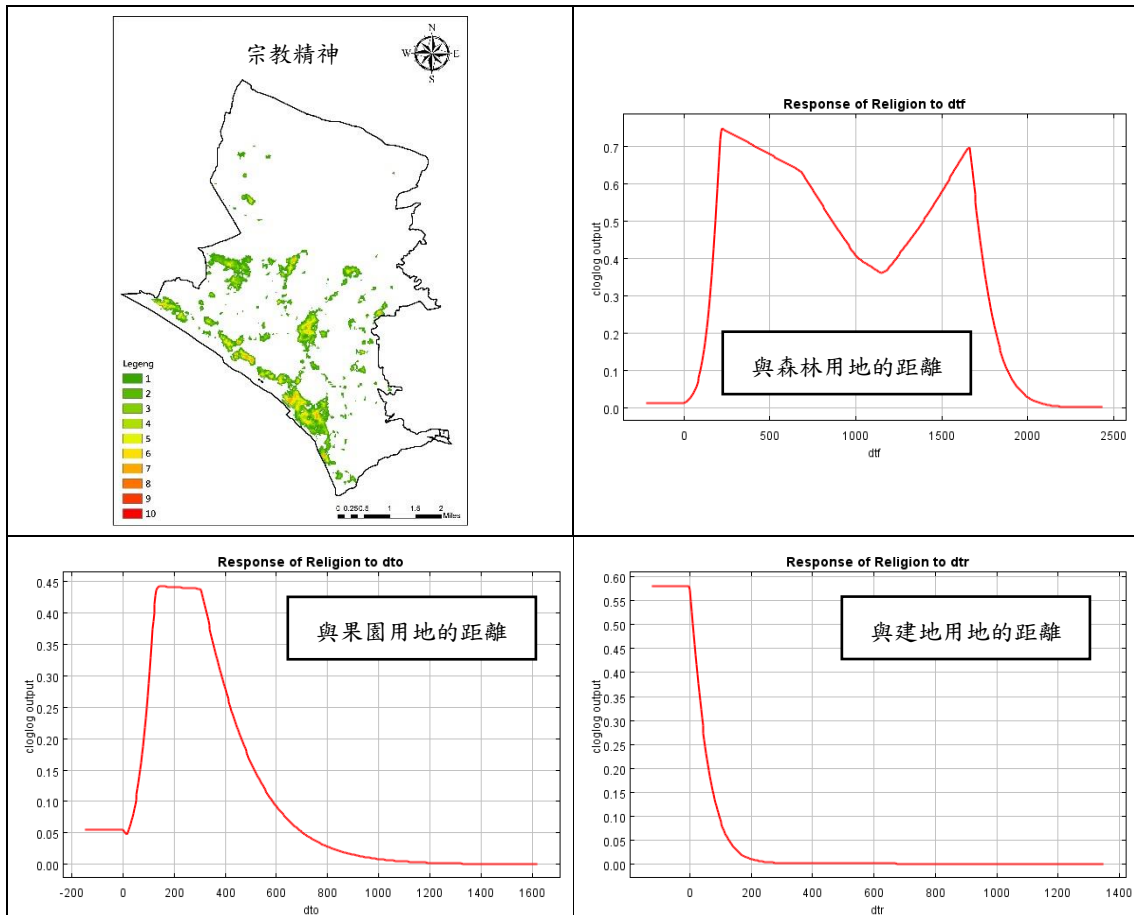 宗教精神
N
W
E
S
Legeng
1
2
3
4
5
6
7
8
9
10
0 0.25 0.5 1 1.5 2
Miles
Response of Religion to dtf
cloglog output
0.7
0.6
0.5
0.4
0.3
0.2
0.1
0.0
與森林用地的距離
0 500 1000 1500 2000 2500
dtf
Response of Religion to dto
cloglog output
0.45
0.40
0.35
0.30
0.25
0.20
0.15
0.10
0.05
0.00
與果園用地的距離
-200 0 200 400 600 800 1000 1200 1400 1600
dto
Response of Religion to dtr
cloglog output
0.60
0.55
0.50
0.45
0.40
0.35
0.30
0.25
0.20
0.15
0.10
0.05
0.00
與建地用地的距離
0 200 400 600 800 1000 1200 1400
dtr